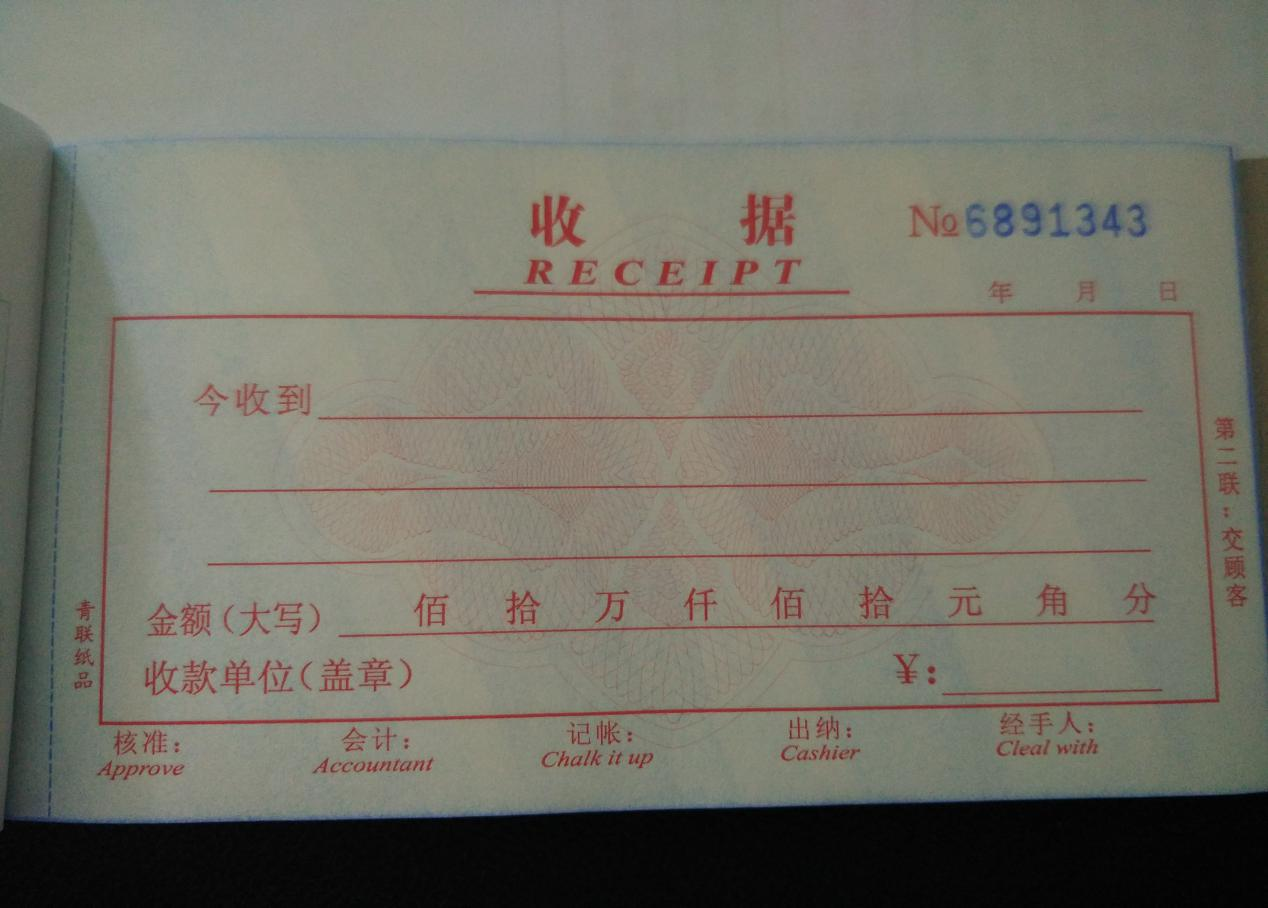 收 据
RECEIPT
№6891343
年 月 日
今收到
金额(大写) 佰 拾 万 仟 佰 拾 元 角 分
收款单位(盖章) ¥:
核准: 会计: 记帐: 出纳: 经手人:
Approve Accountant Chalk it up Cashier Cleal with
青联纸品
第二联:交顾客